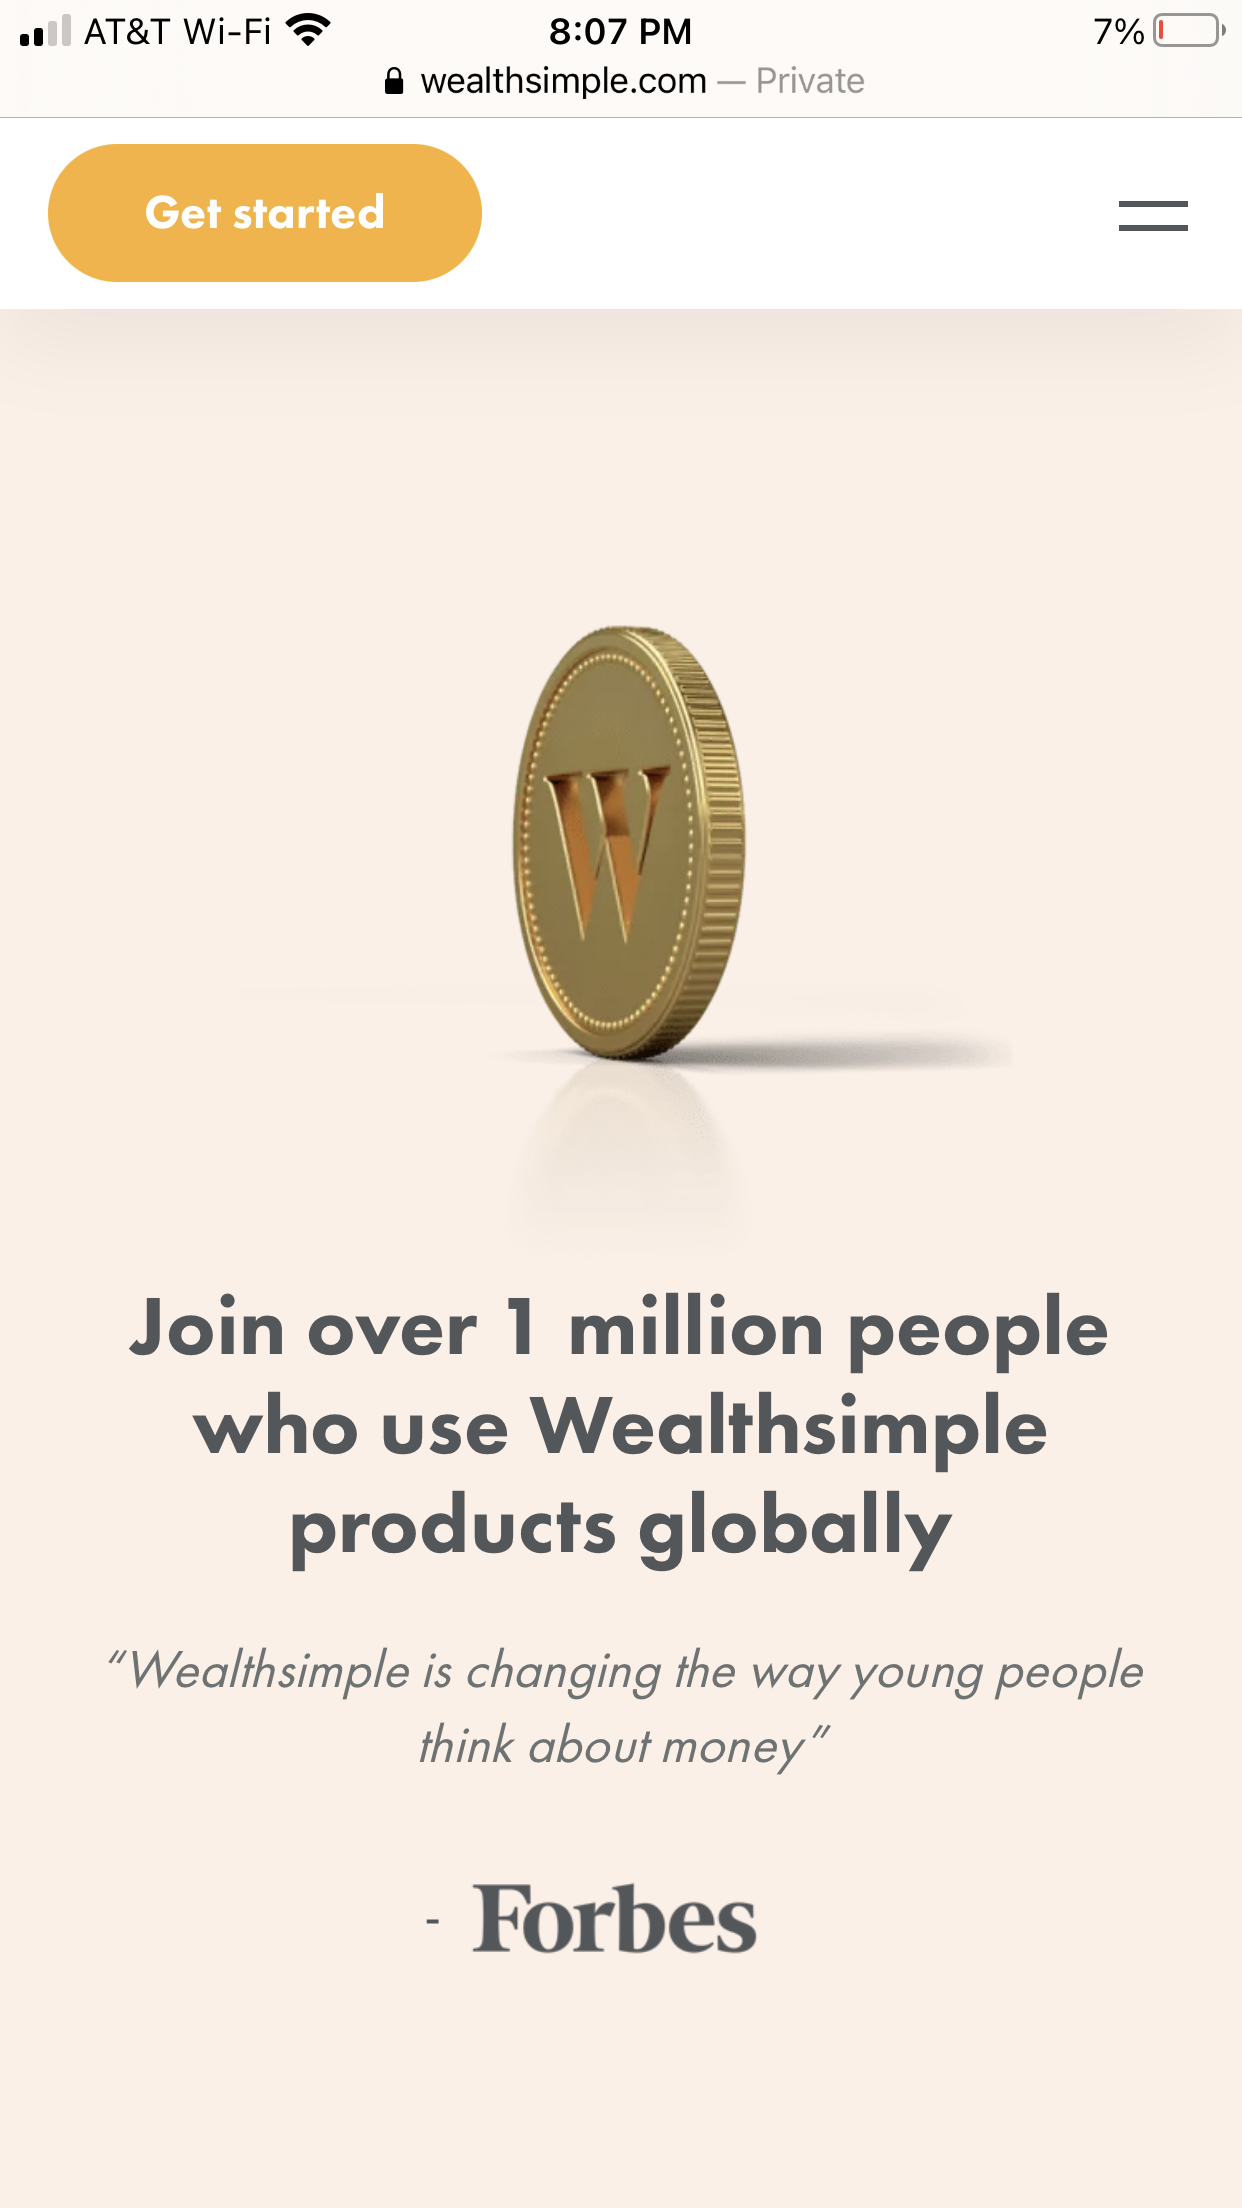 AT&T Wi-Fi 8:07 PM 7%
wealthsimple.com — Private
Get started
W
Join over 1 million people
who use Wealthsimple
products globally
“Wealthsimple is changing the way young people
think about money”
- Forbes